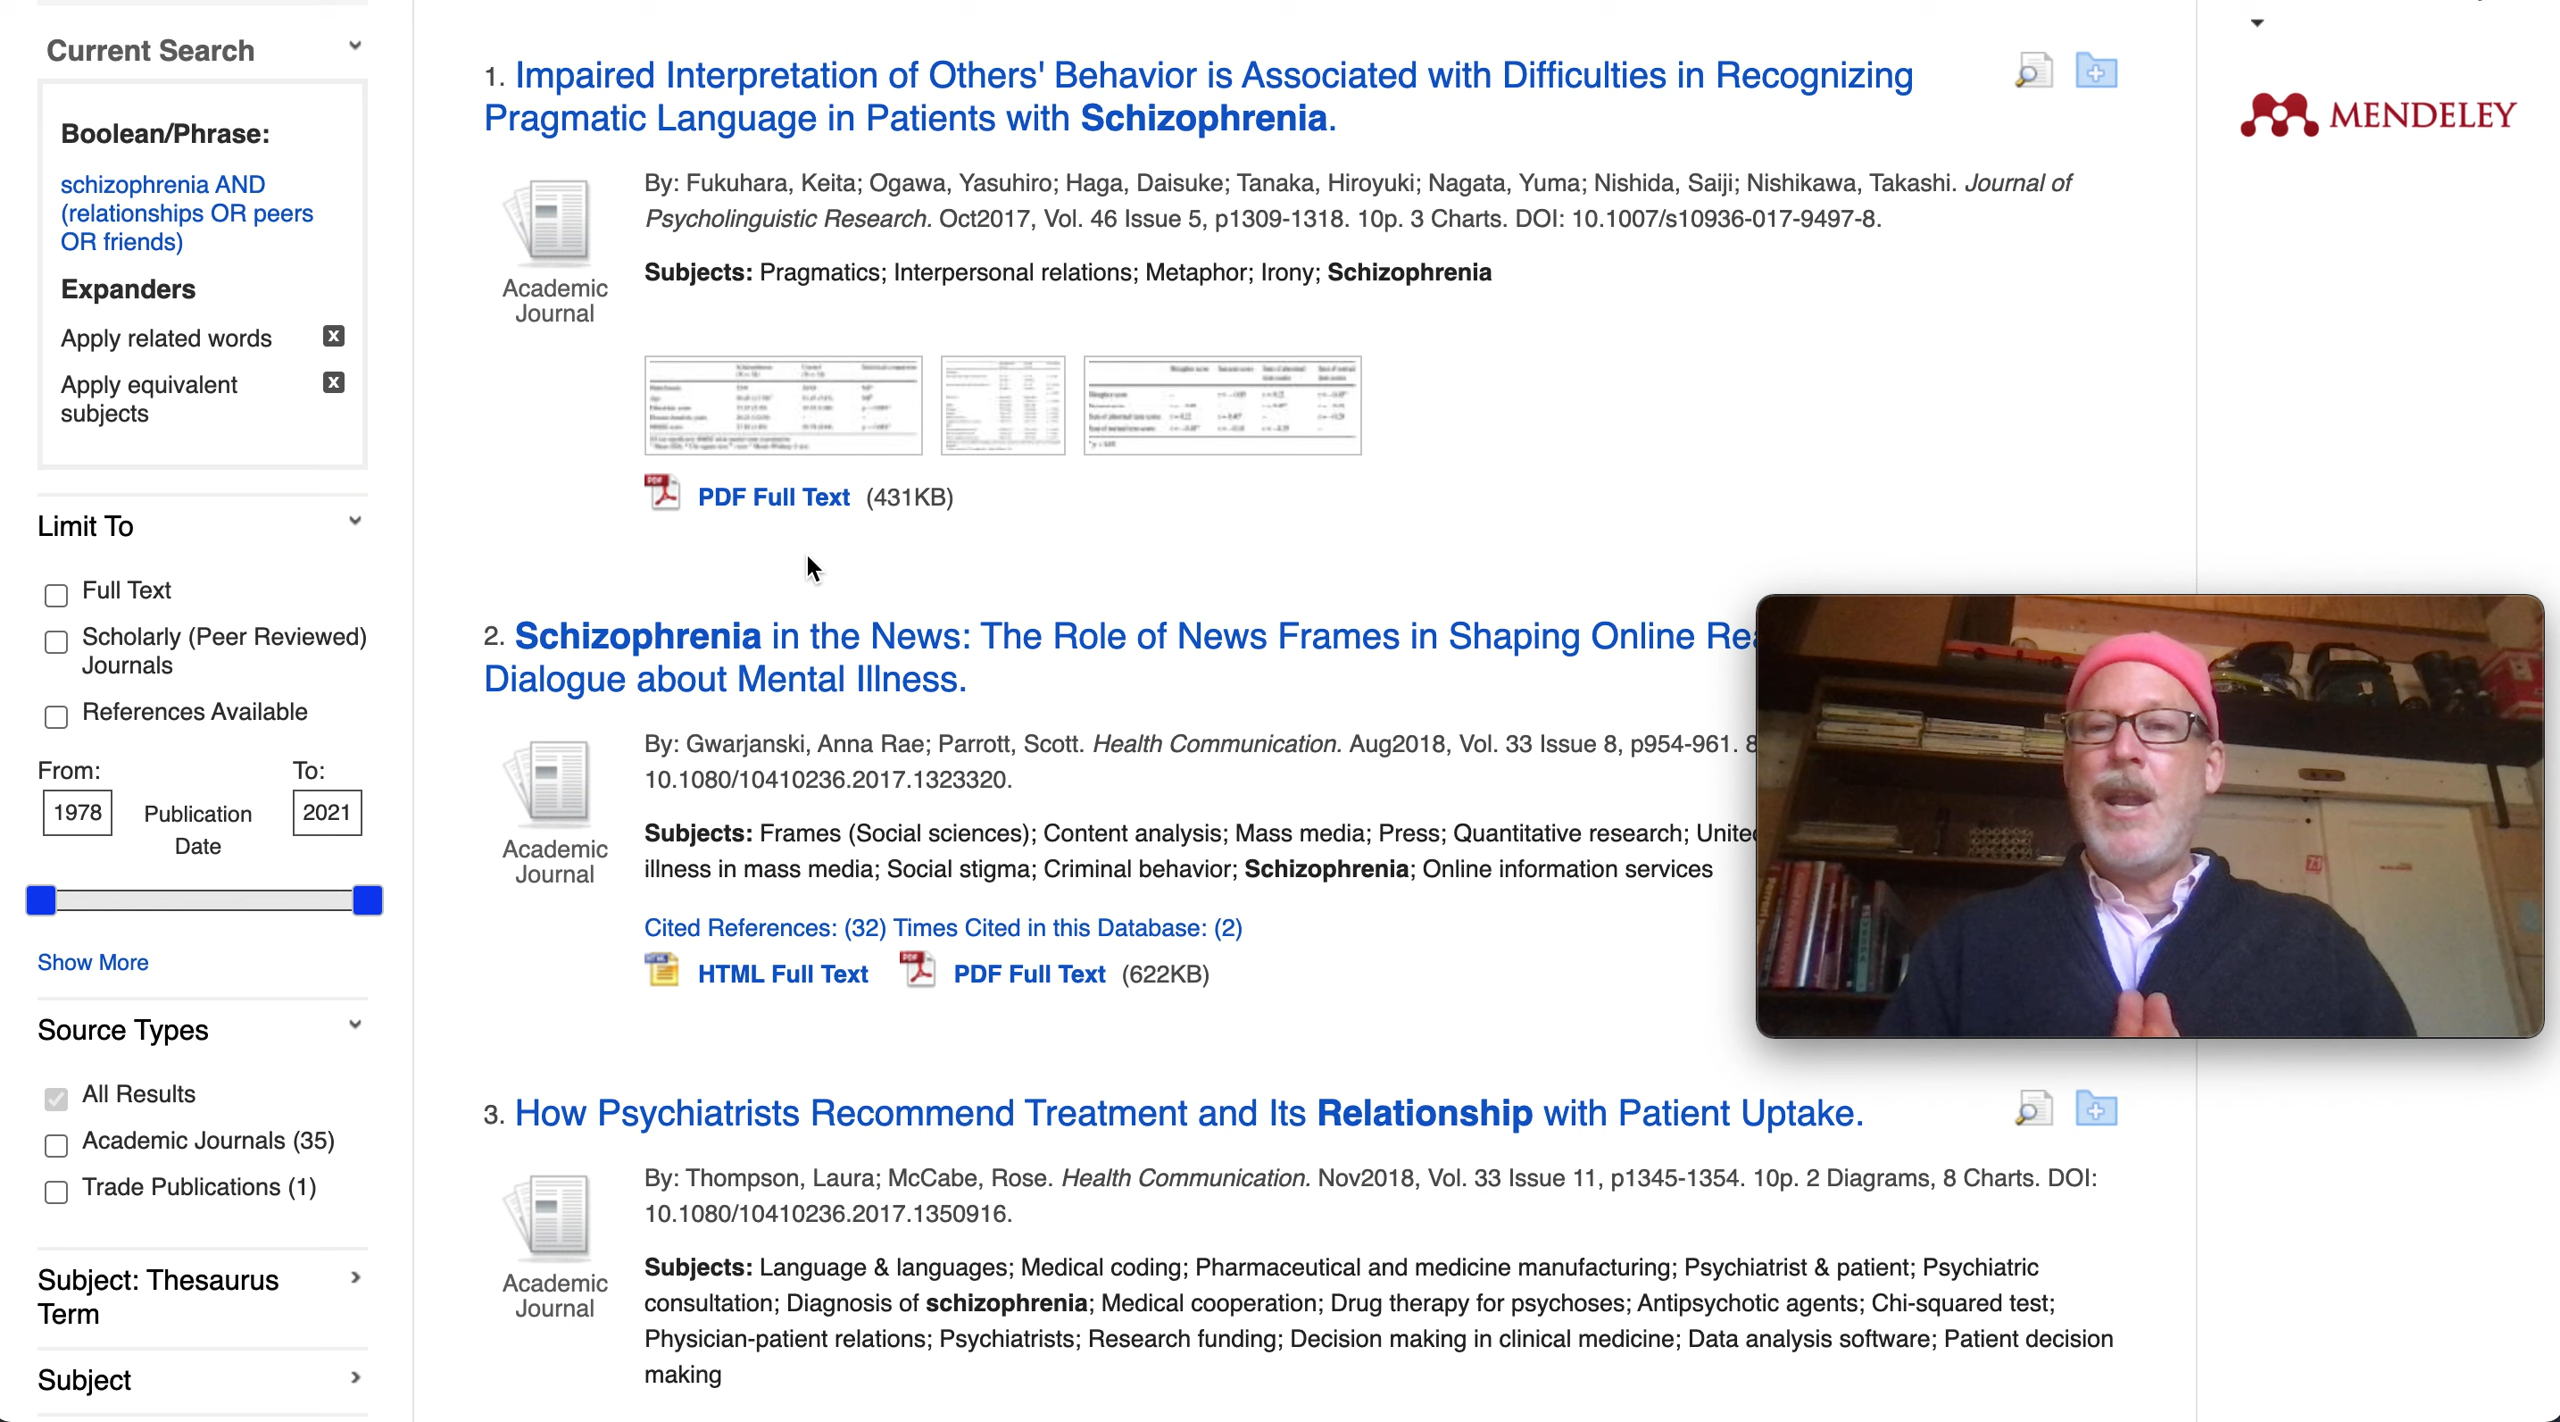 Current Search
Boolean/Phrase:
schizophrenia AND
(relationships OR peers
OR friends)
Expanders
Apply related words
Apply equivalent
subjects
Limit To
Full Text
Scholarly (Peer Reviewed)
Journals
References Available
From:
To:
1978
Publication
Date
2021
Show More
Source Types
All Results
Academic Journals (35)
Trade Publications (1)
Subject: Thesaurus
Term
Subject
1. Impaired Interpretation of Others' Behavior is Associated with Difficulties in Recognizing
Pragmatic Language in Patients with Schizophrenia.
Academic
Journal
By: Fukuhara, Keita; Ogawa, Yasuhiro; Haga, Daisuke; Tanaka, Hiroyuki; Nagata, Yuma; Nishida, Saiji; Nishikawa, Takashi. Journal of
Psycholinguistic Research. Oct2017, Vol. 46 Issue 5, p1309-1318. 10p. 3 Charts. DOI: 10.1007/s10936-017-9497-8.
Subjects: Pragmatics; Interpersonal relations; Metaphor; Irony; Schizophrenia
PDF Full Text (431KB)
2. Schizophrenia in the News: The Role of News Frames in Shaping Online
Dialogue about Mental Illness.
Academic
Journal
By: Gwarjanski, Anna Rae; Parrott, Scott. Health Communication. Aug2018, Vol. 33 Issue 8, p954-961. 8
10.1080/10410236.2017.1323320.
Subjects: Frames (Social sciences); Content analysis; Mass media; Press; Quantitative research;
illness in mass media; Social stigma; Criminal behavior; Schizophrenia; Online information services
Cited References: (32) Times Cited in this Database: (2)
HTML Full Text PDF Full Text (622KB)
3. How Psychiatrists Recommend Treatment and Its Relationship with Patient Uptake.
Academic
Journal
By: Thompson, Laura; McCabe, Rose. Health Communication. Nov2018, Vol. 33 Issue 11, p1345-1354. 10p. 2 Diagrams, 8 Charts. DOI:
10.1080/10410236.2017.1350916.
Subjects: Language & languages; Medical coding; Pharmaceutical and medicine manufacturing; Psychiatrist & patient; Psychiatric
consultation; Diagnosis of schizophrenia; Medical cooperation; Drug therapy for psychoses; Antipsychotic agents; Chi-squared test;
Physician-patient relations; Psychiatrists; Research funding; Decision making in clinical medicine; Data analysis software; Patient decision
making
MENDELEY